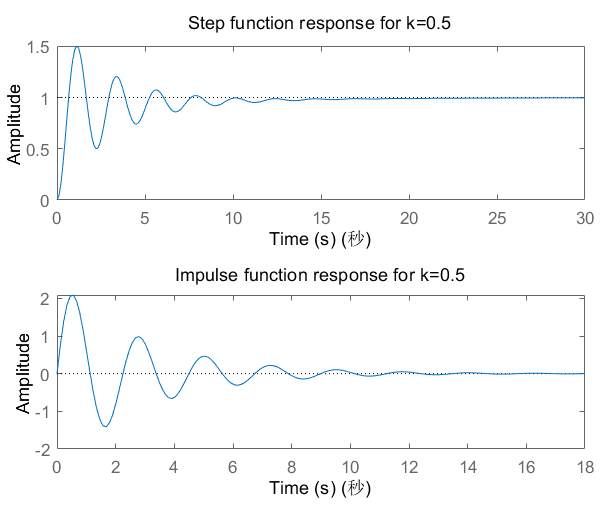 Step function response for k=0.5
1.5
1
0.5
0
Amplitude
0 5 10 15 20 25 30
Time (s) (秒)
Impulse function response for k=0.5
2
1
0
-1
-2
Amplitude
0 2 4 6 8 10 12 14 16 18
Time (s) (秒)